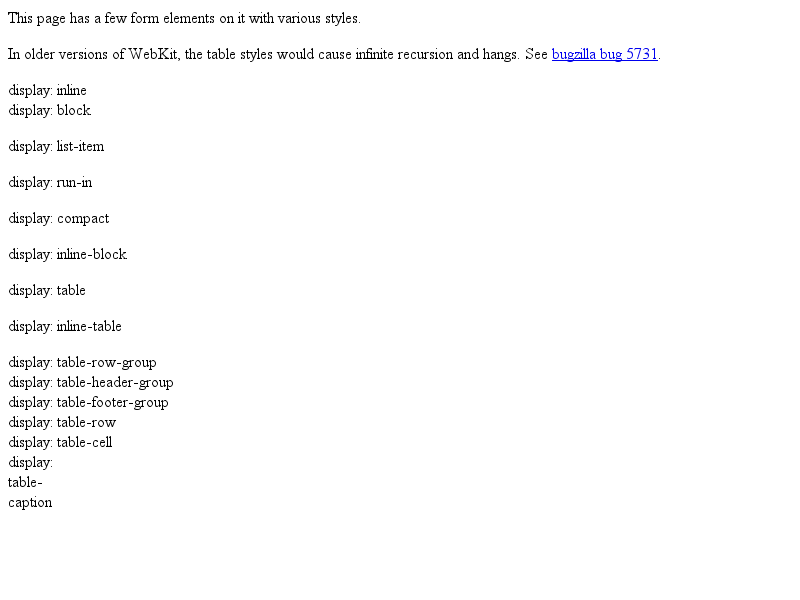 This page has a few form elements on it with various styles.
In older versions of WebKit, the table styles would cause infinite recursion and hangs. See bugzilla bug 5731.
display: inline
display: block
display: list-item
display: run-in
display: compact
display: inline-block
display: table
display: inline-table
display: table-row-group
display: table-header-group
display: table-footer-group
display: table-row
display: table-cell
display:
table-
caption